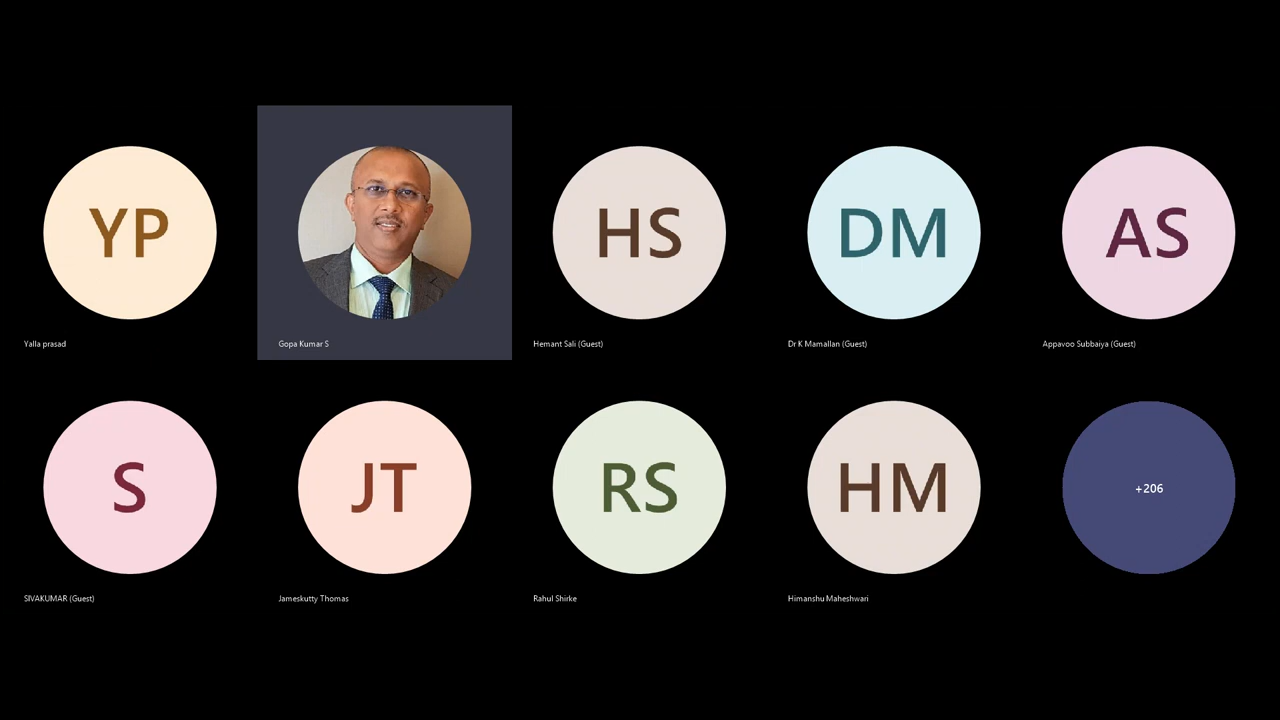 YP
HS
DM
AS
Yalla prasad
Gopa Kumar S
Hemant Sali (Guest)
Dr K Mamallan (Guest)
Appavoo Subbaiya (Guest)
S
JT
RS
HM
+206
SIVAKUMAR (Guest)
Jameskutty Thomas
Rahul Shirke
Himanshu Maheshwari